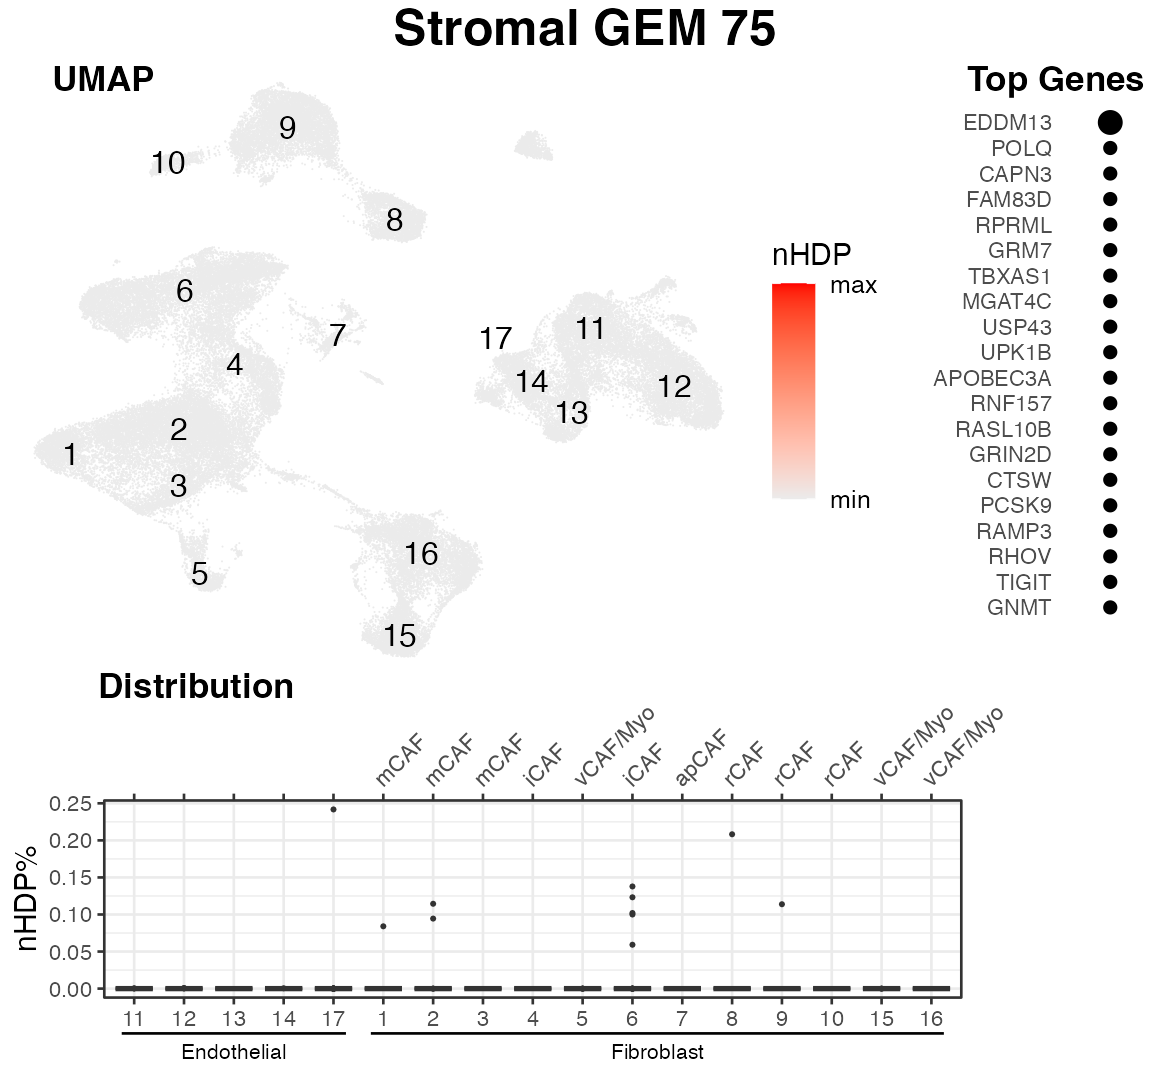 Stromal GEM 75
UMAP
9
10
8
6
7
4
2
1
3
5
16
15
17
11
14
12
13
nHDP
max
min
Top Genes
EDDM13
POLQ
CAPN3
FAM83D
RPRML
GRM7
TBXAS1
MGAT4C
USP43
UPK1B
APOBEC3A
RNF157
RASL10B
GRIN2D
CTSW
PCSK9
RAMP3
RHOV
TIGIT
GNMT
Distribution
mCAF
mCAF
mCAF
iCAF
vCAF/Myo
iCAF
apCAF
rCAF
rCAF
rCAF
vCAF/Myo
vCAF/Myo
nHDP%
0.25
0.20
0.15
0.10
0.05
0.00
11 12 13 14 17 1 2 3 4 5 6 7 8 9 10 15 16
Endothelial Fibroblast